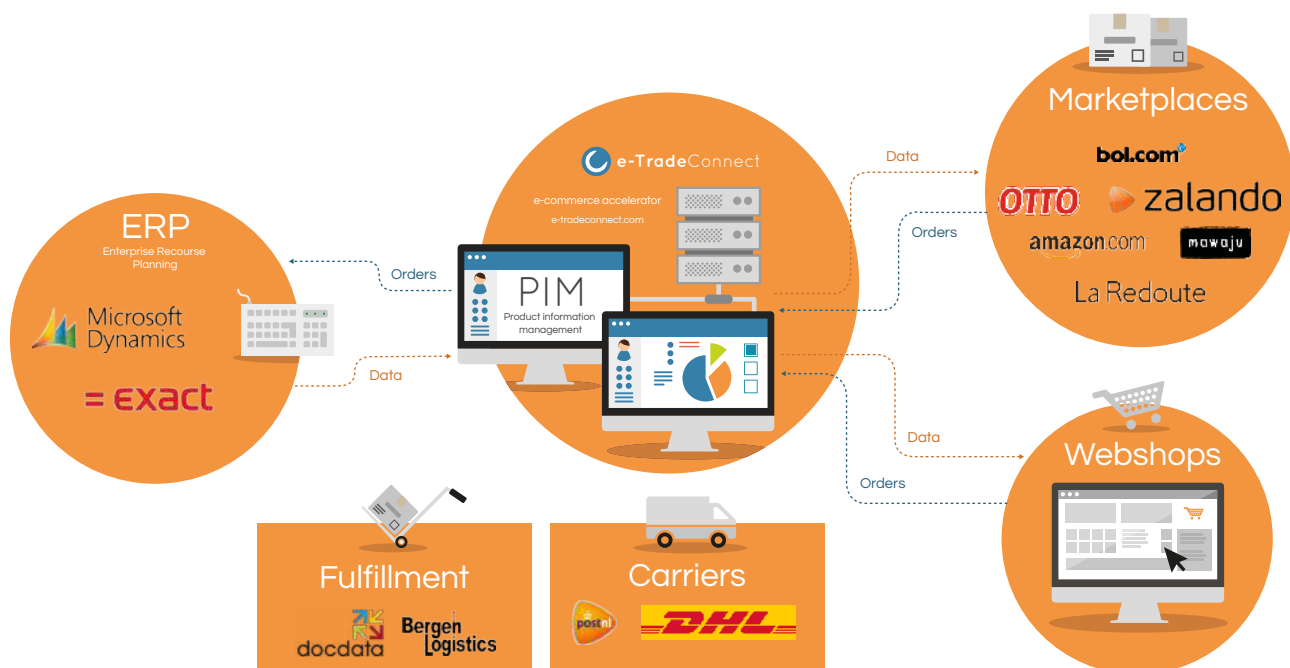 Marketplaces
bol.com
OTTO
zalando
amazon.com
mawaju
La Redoute
e-TradeConnect
e-commerce accelerator
e-tradeconnect.com
PIM
Product information
management
ERP
Enterprise Recourse
Planning
Microsoft
Dynamics
= exact
Orders
Data
Data
Orders
Data
Orders
Webshops
Fulfillment
docdata
Bergen
Logistics
Carriers
postnl
DHL